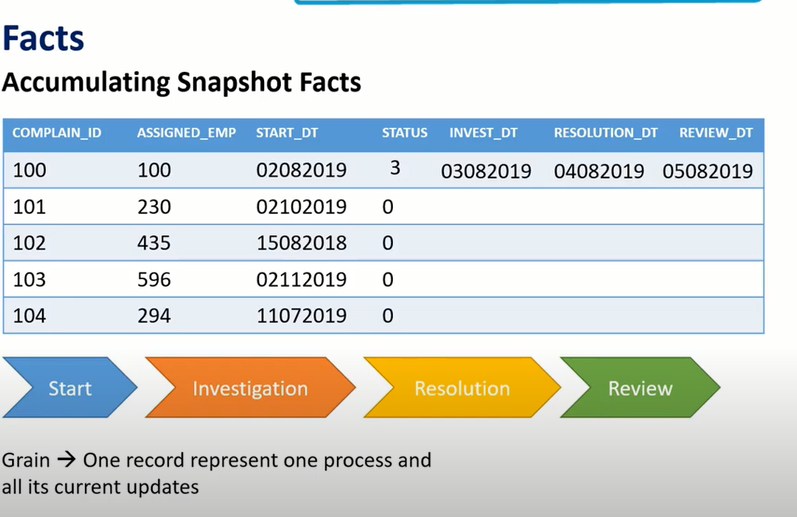 Facts
Accumulating Snapshot Facts
COMPLAIN_ID ASSIGNED_EMP START_DT STATUS INVEST_DT RESOLUTION_DT REVIEW_DT
100 100 02082019 3 03082019 04082019 05082019
101 230 02102019 0
102 435 15082018 0
103 596 02112019 0
104 294 11072019 0
Start Investigation Resolution Review
Grain → One record represent one process and
all its current updates